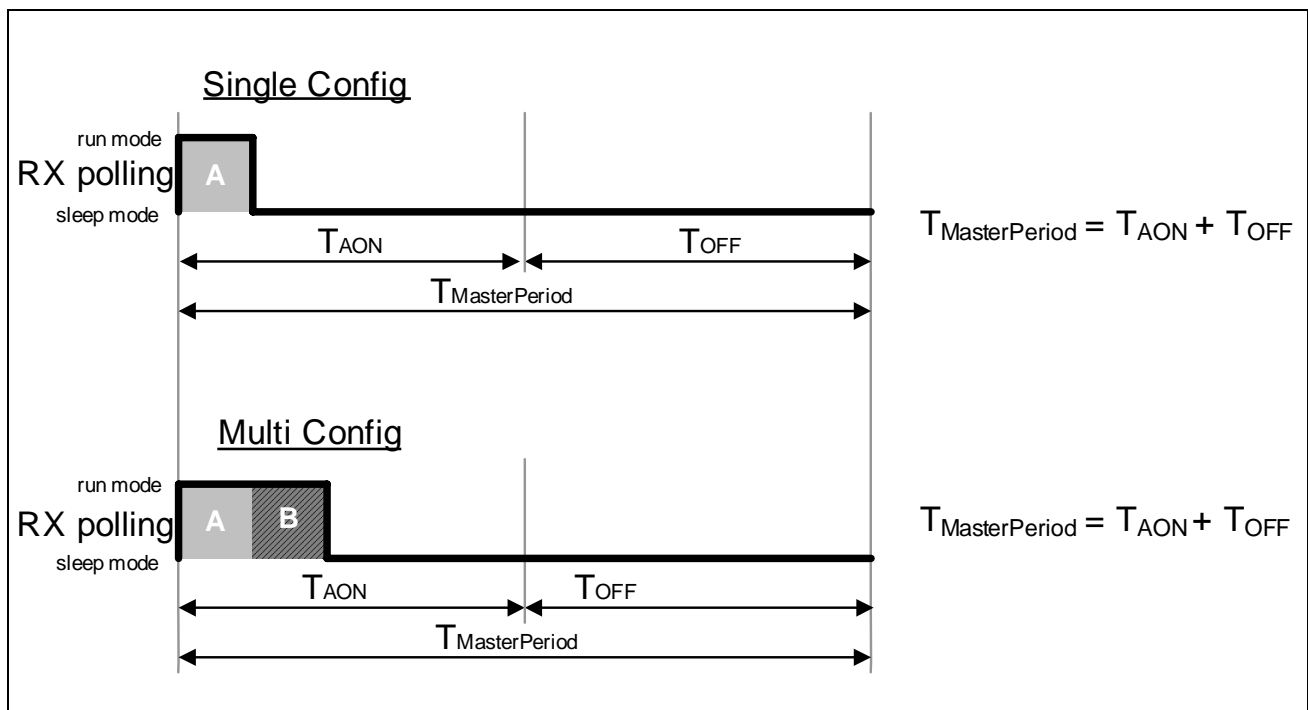 Single Config
run mode
RX polling
A
sleep mode
TAON
TOFF
TMasterPeriod
TMasterPeriod = TAON + TOFF
Multi Config
run mode
RX polling
A
B
sleep mode
TAON
TOFF
TMasterPeriod
TMasterPeriod = TAON + TOFF